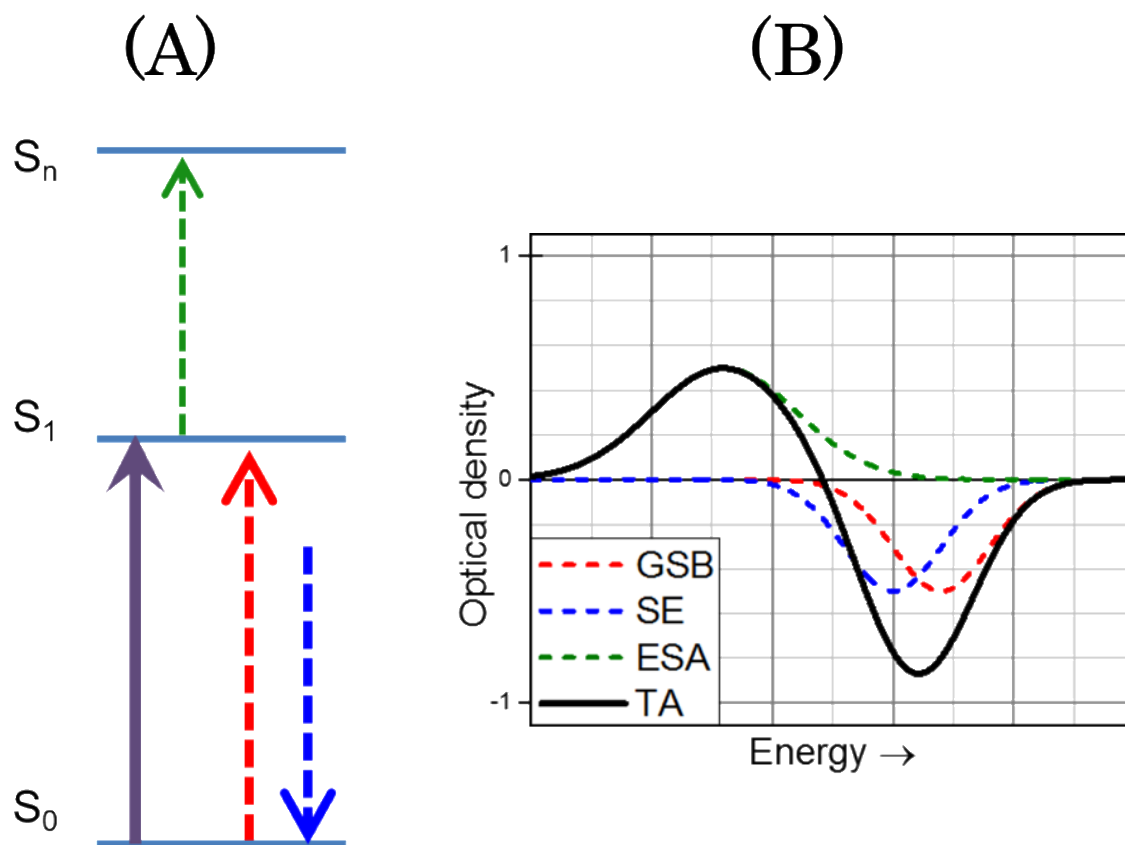 (A)
(B)
Sn
S1
S0
1
0
-1
Optical density
GSB
SE
ESA
TA
Energy →